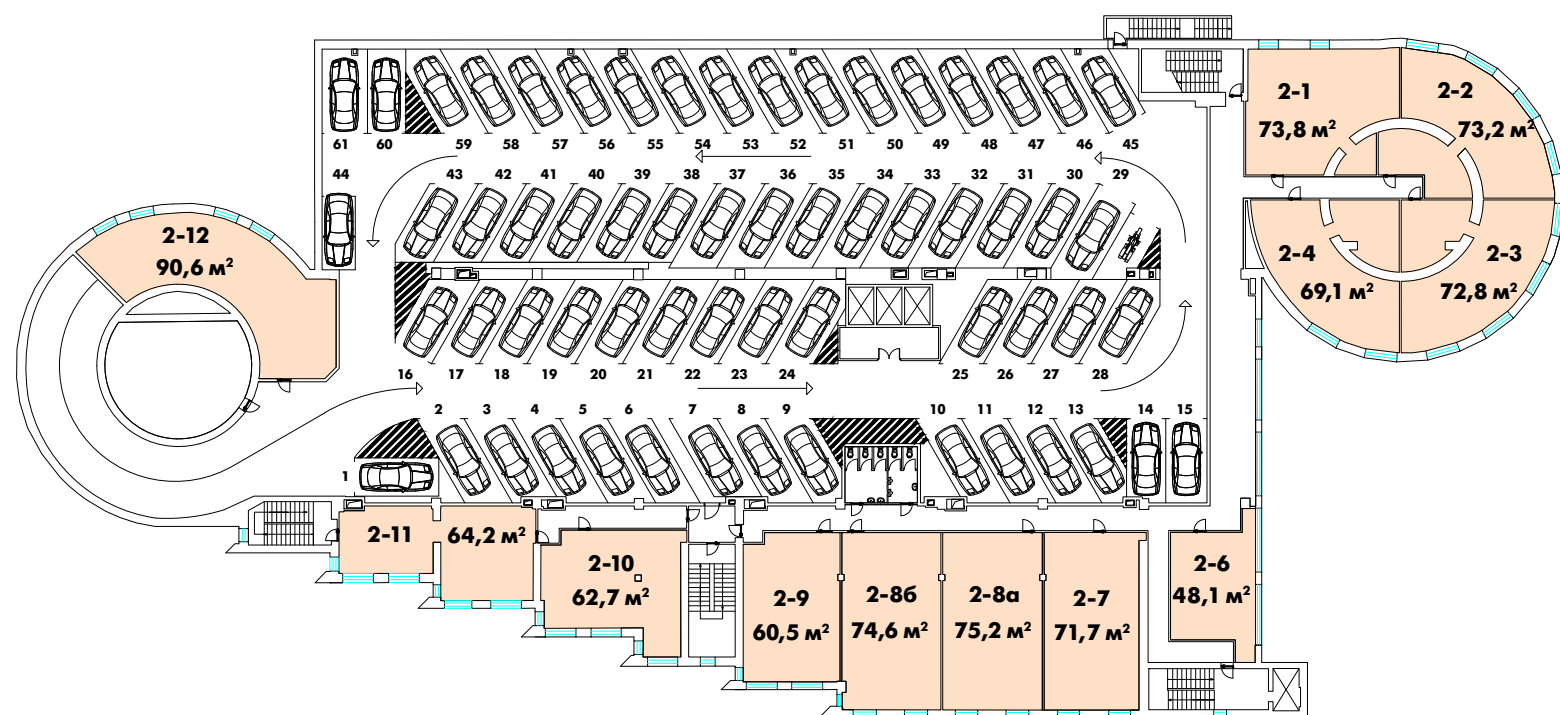 61 60 59 58 57 56 55 54 53 52 51 50 49 48 47 46 45
44 43 42 41 40 39 38 37 36 35 34 33 32 31 30 29
16 17 18 19 20 21 22 23 24 25 26 27 28
2 3 4 5 6 7 8 9 10 11 12 13 14 15
1
2-1
73,8 м²
2-2
73,2 м²
2-12
90,6 м²
2-4
69,1 м²
2-3
72,8 м²
2-11
64,2 м²
2-10
62,7 м²
2-9
60,5 м²
2-8б
74,6 м²
2-8а
75,2 м²
2-7
71,7 м²
2-6
48,1 м²